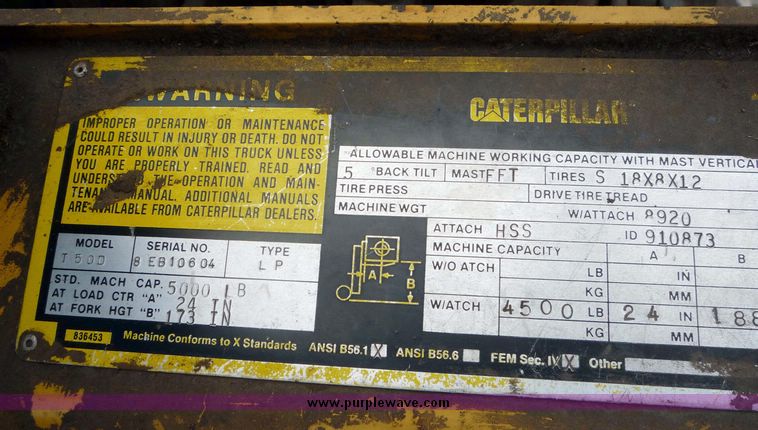 WARNING
IMPROPER OPERATION OR MAINTENANCE
COULD RESULT IN INJURY OR DEATH. DO NOT
OPERATE OR WORK ON THIS TRUCK UNLESS
YOU ARE PROPERLY TRAINED. READ AND
UNDERSTAND THE OPERATION AND MAIN-
TENANCE MANUAL. ADDITIONAL MANUALS
ARE AVAILABLE FROM CATERPILLAR DEALERS.
MODEL SERIAL NO. TYPE
T50D 8EB10604 LP
STD. MACH CAP. 5000 LB
AT LOAD CTR "A" 24 IN
AT FORK HGT "B" 173 IN
836453 Machine Conforms to X Standards ANSI B56.1 X ANSI B56.6 FEM Sec. IV X Other
CATERPILLAR
ALLOWABLE MACHINE WORKING CAPACITY WITH MAST VERTICAL
5 BACK TILT MAST FFT TIRES S 18X8X12
TIRE PRESS DRIVE TIRE TREAD
MACHINE WGT W/ATTACH 8920
ATTACH HSS ID 910873
MACHINE CAPACITY A B
W/O ATCH LB IN
KG MM
W/ATCH 4500 LB 24 IN 188
KG MM
A
B
www.purplewave.com